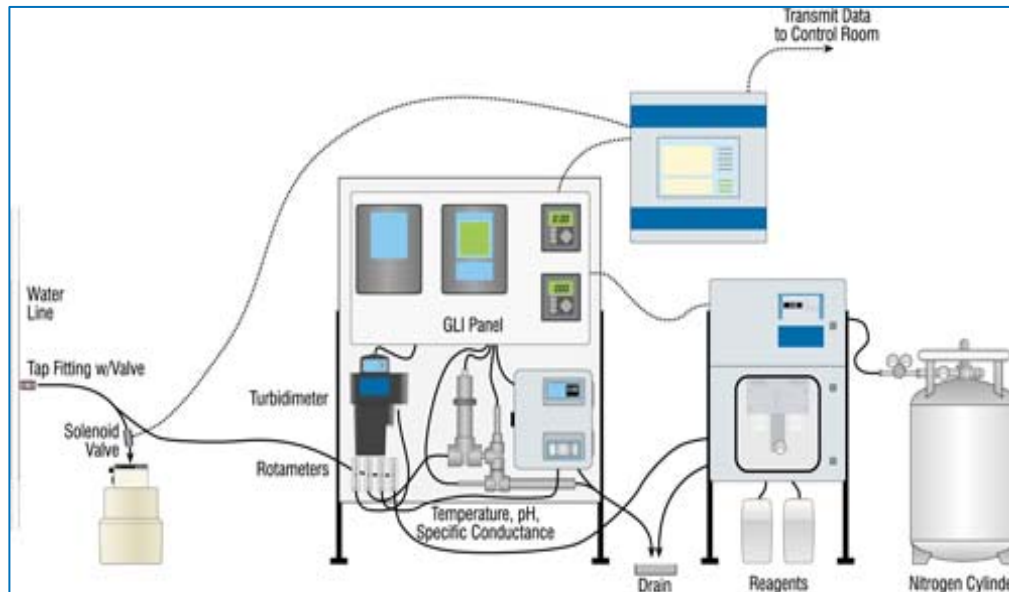 Transmit Data
to Control Room
Water
Line
GLI Panel
Tap Fitting w/Valve
Turbidimeter
Solenoid
Valve
Rotameters
Temperature, pH,
Specific Conductance
Drain
Reagents
Nitrogen Cylinde